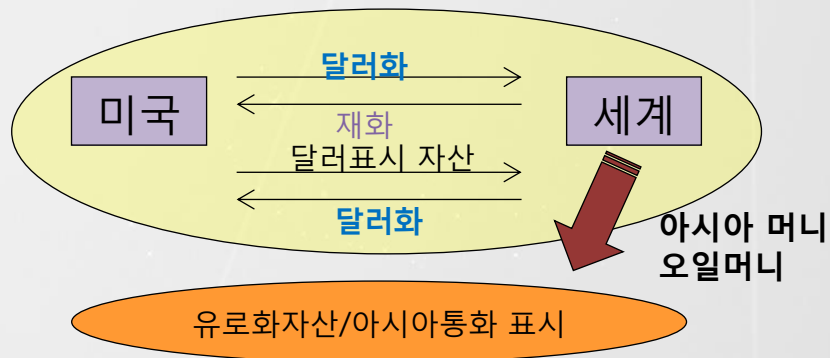 달러화
미국
세계
재화
달러표시 자산
달러화
아시아 머니
오일머니
유로화자산/아시아통화 표시